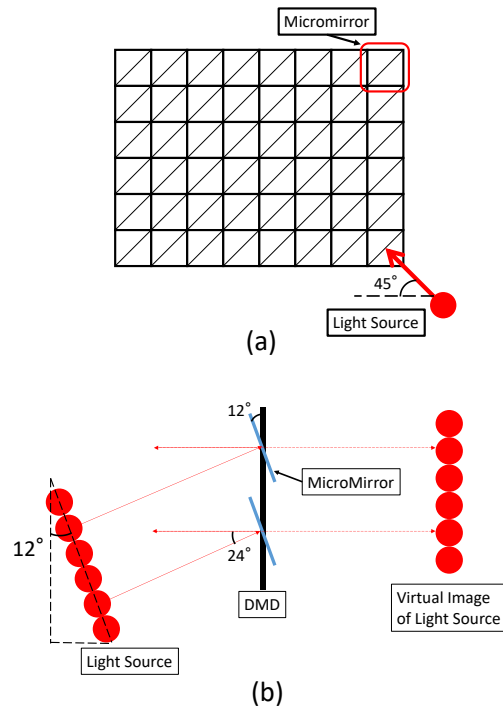 Micromirror
45°
Light Source
(a)
12°
MicroMirror
12°
24°
DMD
Virtual Image
of Light Source
Light Source
(b)